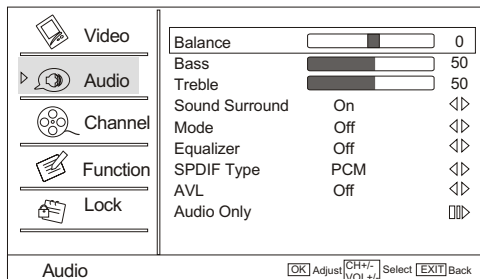 Video
Audio
Channel
Function
Lock
Balance 0
Bass 50
Treble 50
Sound Surround On
Mode Off
Equalizer Off
SPDIF Type PCM
AVL Off
Audio Only
Audio
OK Adjust CH+/- VOL+/- Select EXIT Back